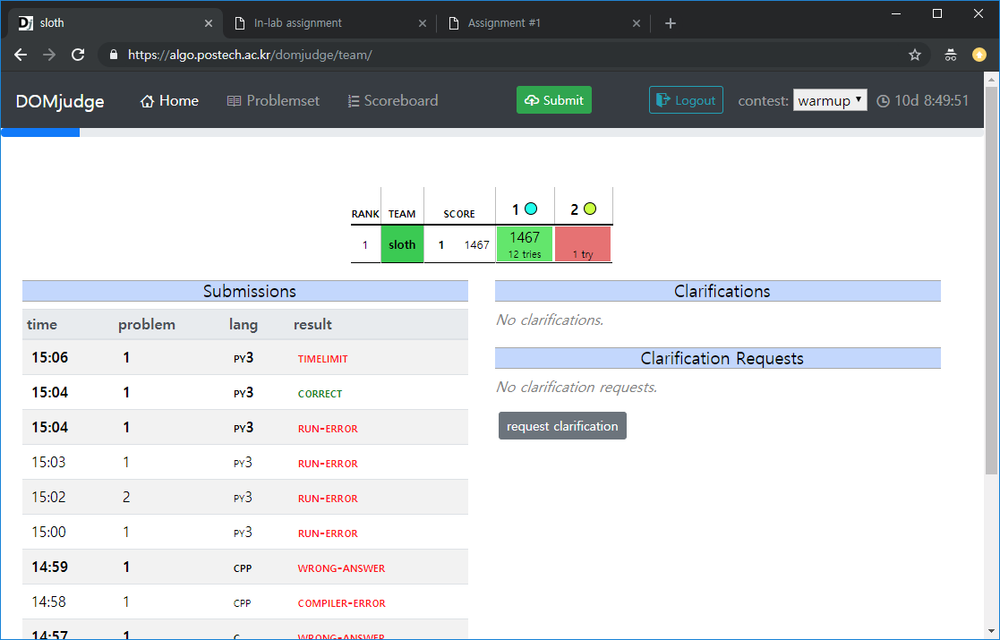 sloth
In-lab assignment
Assignment #1
https://algo.postech.ac.kr/domjudge/team/
DOMjudge Home Problemset Scoreboard Submit Logout contest: warmup 10d 8:49:51
RANK TEAM SCORE 1 2
1 sloth 1 1467 1467 12 tries 1 try
Submissions
time problem lang result
15:06 1 PY3 TIMELIMIT
15:04 1 PY3 CORRECT
15:04 1 PY3 RUN-ERROR
15:03 1 PY3 RUN-ERROR
15:02 2 PY3 RUN-ERROR
15:00 1 PY3 RUN-ERROR
14:59 1 CPP WRONG-ANSWER
14:58 1 CPP COMPILER-ERROR
14:57 1 C WRONG-ANSWER
Clarifications
No clarifications.
Clarification Requests
No clarification requests.
request clarification